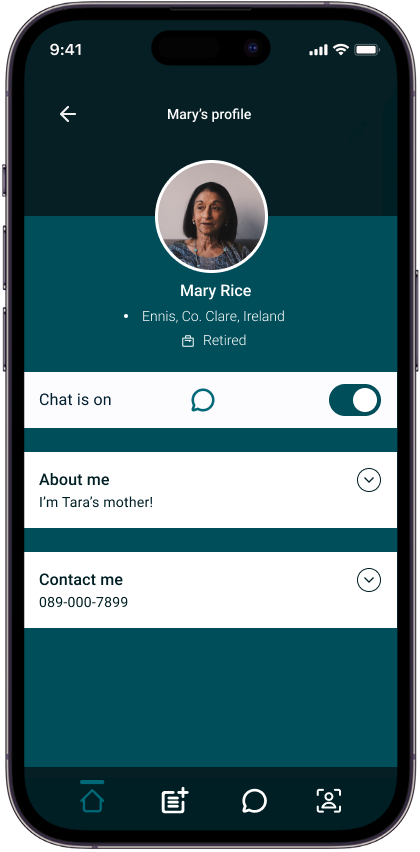 9:41
Mary’s profile
Mary Rice
Ennis, Co. Clare, Ireland
Retired
Chat is on
About me
I’m Tara’s mother!
Contact me
089-000-7899